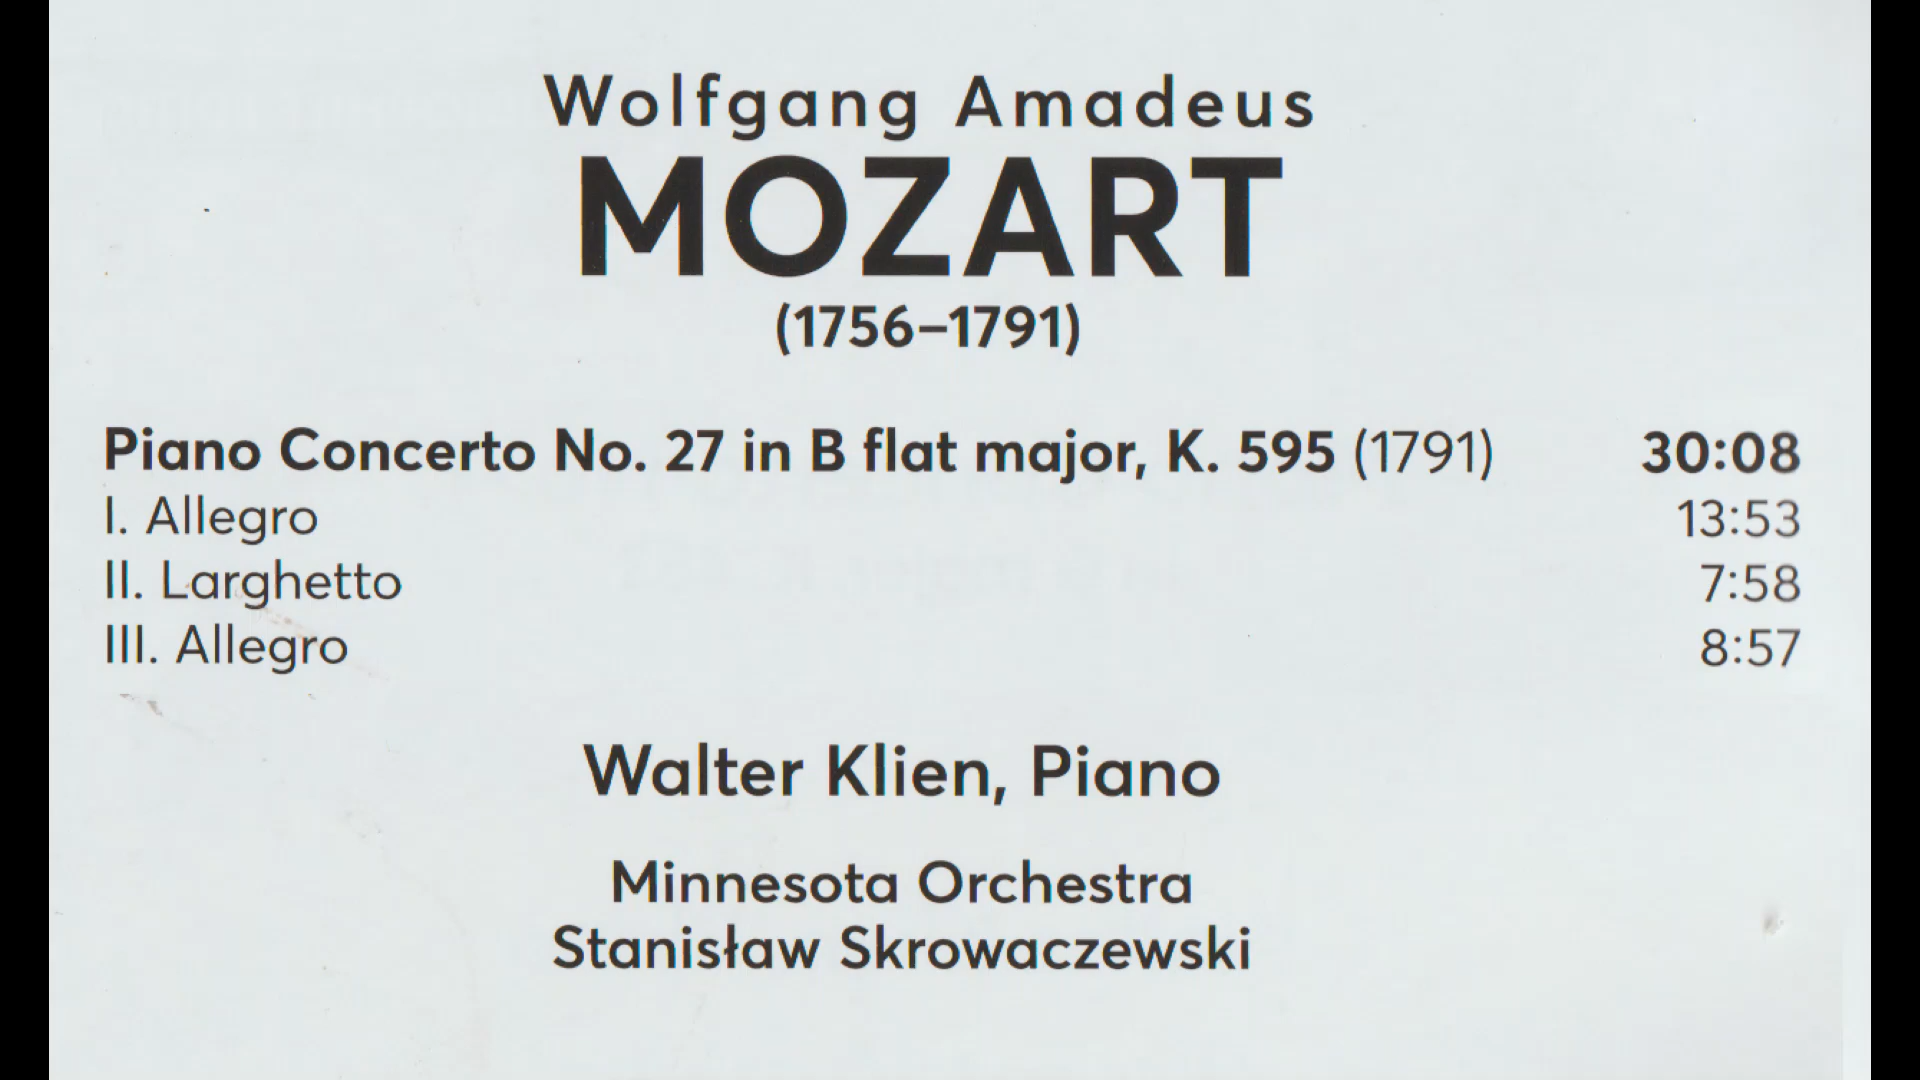 Wolfgang Amadeus
MOZART
(1756–1791)
Piano Concerto No. 27 in B flat major, K. 595 (1791) 30:08
I. Allegro 13:53
II. Larghetto 7:58
III. Allegro 8:57
Walter Klien, Piano
Minnesota Orchestra
Stanisław Skrowaczewski